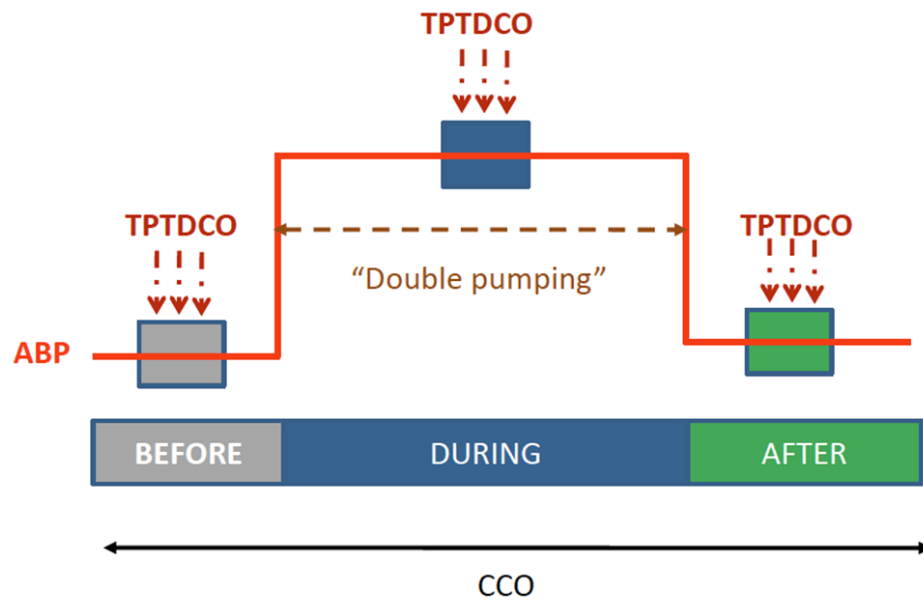 TPTDCO
TPTDCO
TPTDCO
“Double pumping”
ABP
BEFORE
DURING
AFTER
CCO